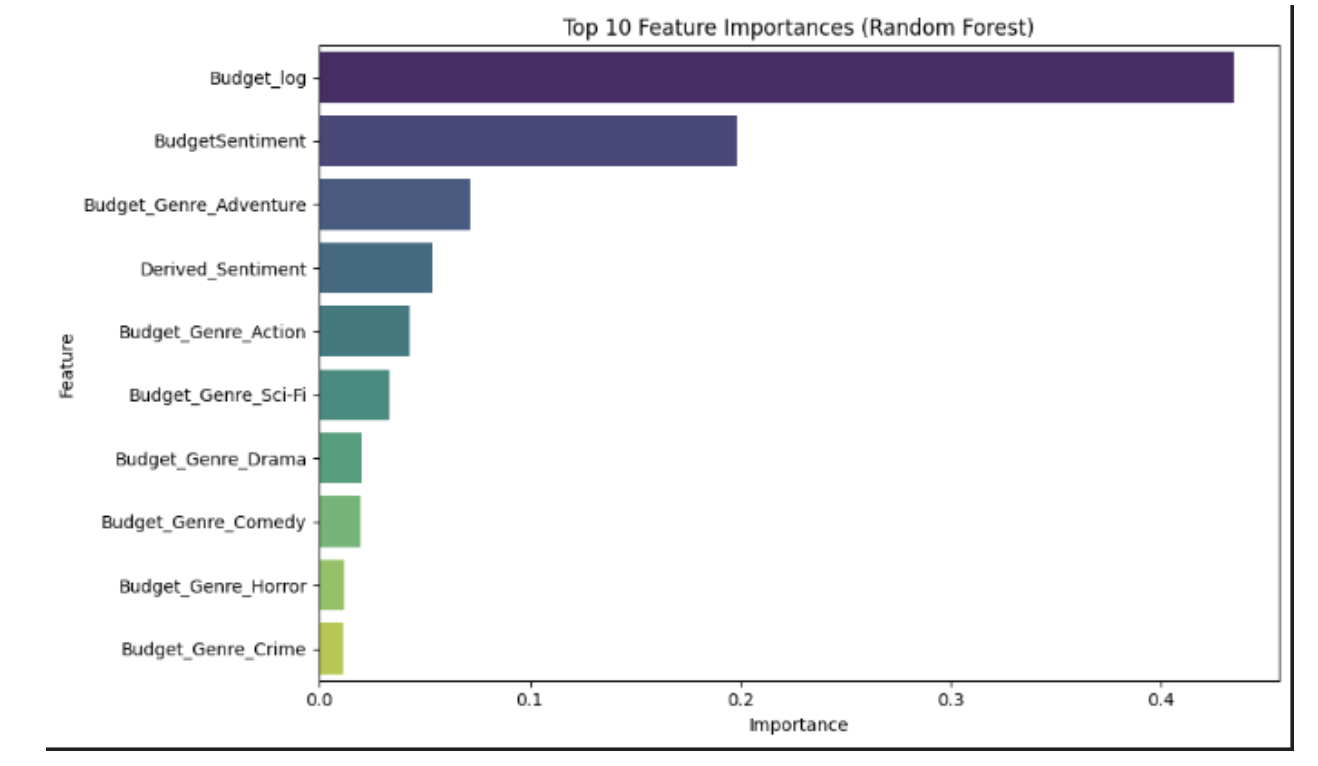 Top 10 Feature Importances (Random Forest)
Budget_log
BudgetSentiment
Budget_Genre_Adventure
Derived_Sentiment
Budget_Genre_Action
Budget_Genre_Sci-Fi
Budget_Genre_Drama
Budget_Genre_Comedy
Budget_Genre_Horror
Budget_Genre_Crime
Feature
0.0 0.1 0.2 0.3 0.4
Importance